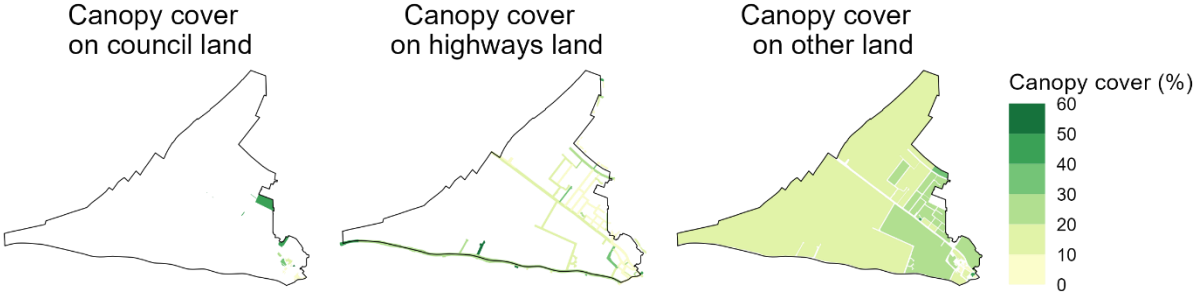 Canopy cover
on council land
Canopy cover
on highways land
Canopy cover
on other land
Canopy cover (%)
60
50
40
30
20
10
0